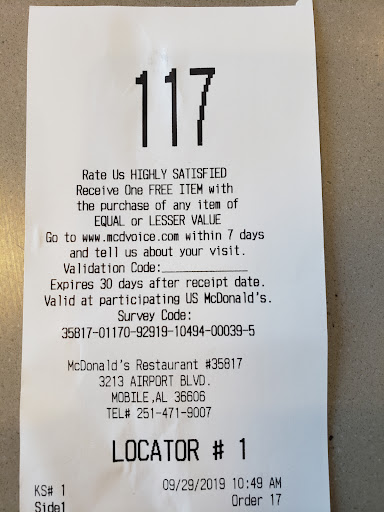 117
Rate Us HIGHLY SATISFIED
Receive One FREE ITEM with
the purchase of any item of
EQUAL or LESSER VALUE
Go to www.mcdvoice.com within 7 days
and tell us about your visit.
Validation Code:______________
Expires 30 days after receipt date.
Valid at participating US McDonald's.
Survey Code:
35817-01170-92919-10494-00039-5
McDonald's Restaurant #35817
3213 AIRPORT BLVD.
MOBILE,AL 36606
TEL# 251-471-9007
LOCATOR # 1
KS# 1 09/29/2019 10:49 AM
Side1 Order 17